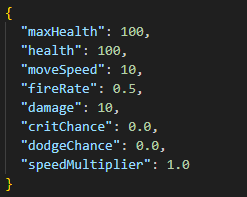 {
"maxHealth": 100,
"health": 100,
"moveSpeed": 10,
"fireRate": 0.5,
"damage": 10,
"critChance": 0.0,
"dodgeChance": 0.0,
"speedMultiplier": 1.0
}